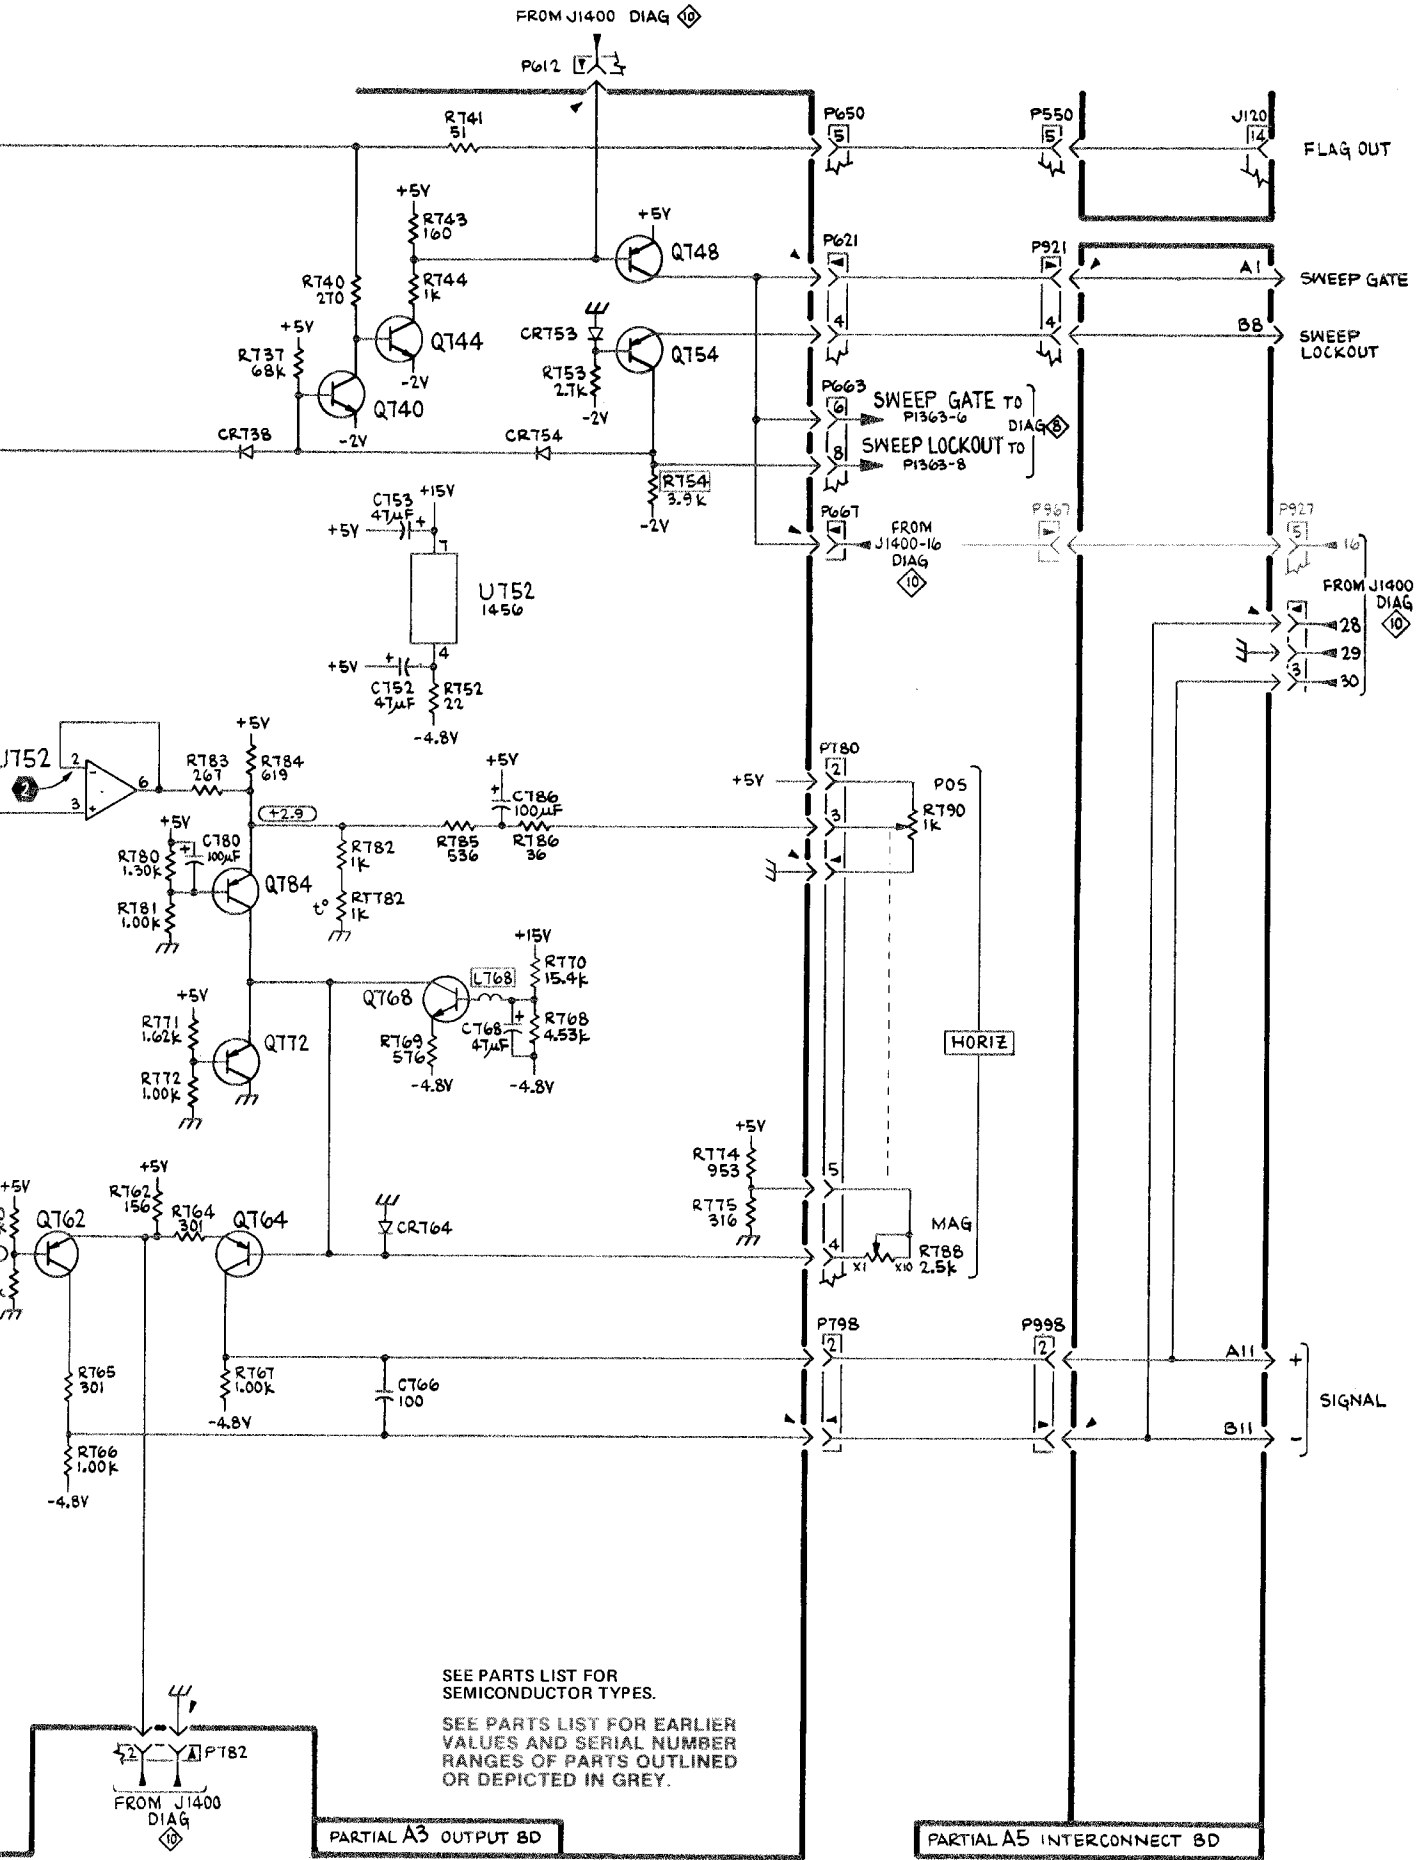 FROM J1400 DIAG 10
P612
R741
51
P650
5
P550
5
J120
14
FLAG OUT
+5V
R743
160
+5V
Q748
P621
P921
A1
SWEEP GATE
R740
270
R744
1K
+5V
R737
68K
Q744
-2V
CR753
Q754
4
4
B8
SWEEP
LOCKOUT
R753
2.7K
-2V
Q740
-2V
P663
6
SWEEP GATE TO
P1363-6
DIAG 8
CR738
CR754
8
SWEEP LOCKOUT TO
P1363-8
R754
3.9K
-2V
C753
47µF
+15V
+5V
+
7
P667
FROM
J1400-16
DIAG
10
P967
P927
5
16
U752
1456
FROM J1400
DIAG
10
28
29
3
30
+5V
+
4
C752
47µF
R752
22
-4.8V
U752
2
2
-
3
+
6
R783
267
+5V
R784
619
+2.9
+5V
+
C786
100µF
P780
+5V
2
POS
R790
1K
3
R785
536
R786
36
+5V
+
C780
100µF
R780
1.30K
R781
1.00K
Q784
R782
1K
t°
RT782
1K
+15V
R770
15.4K
L768
Q768
+
C768
47µF
R768
4.53K
R769
576
-4.8V
-4.8V
+5V
R771
1.62K
R772
1.00K
Q772
HORIZ
+5V
R774
953
R775
316
5
MAG
R788
2.5K
4
X1
X10
+5V
Q762
+5V
R762
156
R764
301
Q764
CR764
P798
2
P998
2
A11
+
SIGNAL
B11
-
R765
301
R767
1.00K
-4.8V
C766
100
R766
1.00K
-4.8V
2
P782
FROM J1400
DIAG
10
SEE PARTS LIST FOR
SEMICONDUCTOR TYPES.
SEE PARTS LIST FOR EARLIER
VALUES AND SERIAL NUMBER
RANGES OF PARTS OUTLINED
OR DEPICTED IN GREY.
PARTIAL A3 OUTPUT BD
PARTIAL A5 INTERCONNECT BD